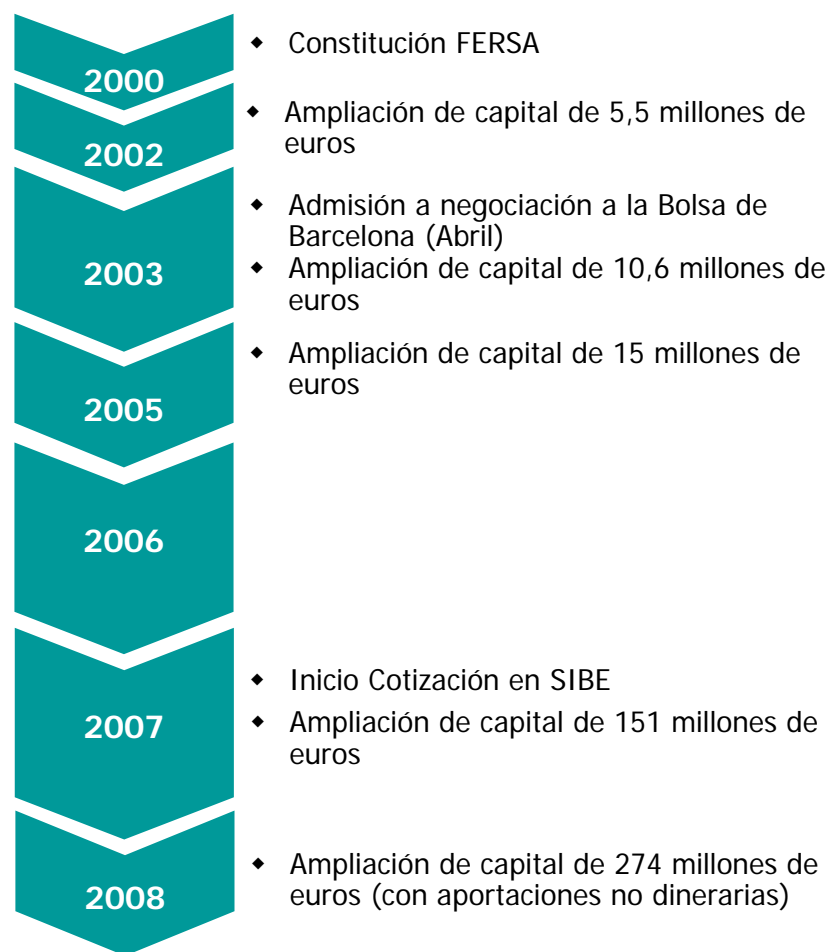 2000
◆ Constitución FERSA
2002
◆ Ampliación de capital de 5,5 millones de
euros
2003
◆ Admisión a negociación a la Bolsa de
Barcelona (Abril)
◆ Ampliación de capital de 10,6 millones de
euros
2005
◆ Ampliación de capital de 15 millones de
euros
2006
2007
◆ Inicio Cotización en SIBE
◆ Ampliación de capital de 151 millones de
euros
2008
◆ Ampliación de capital de 274 millones de
euros (con aportaciones no dinerarias)